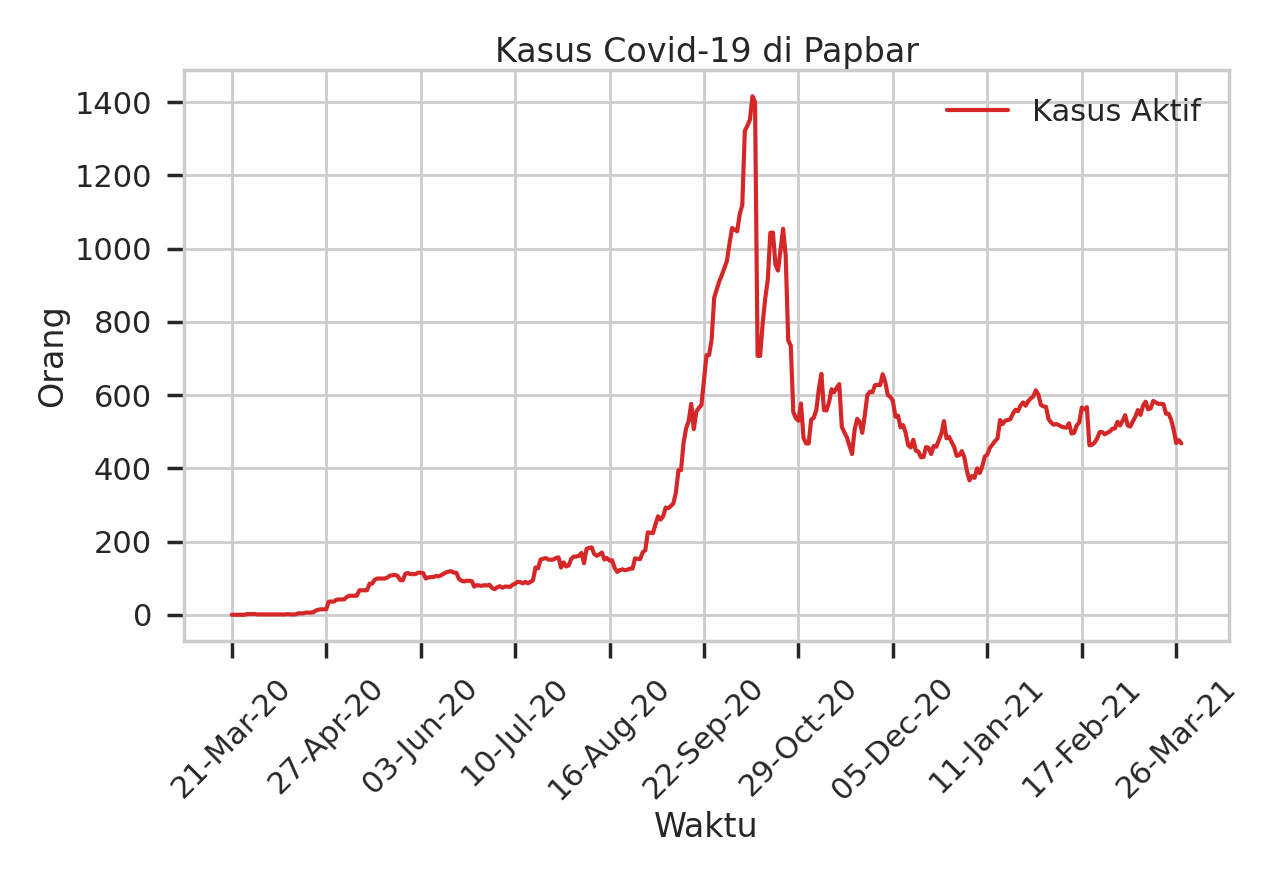 Kasus Covid-19 di Papbar
Kasus Aktif
Orang
1400
1200
1000
800
600
400
200
0
21-Mar-20
27-Apr-20
03-Jun-20
10-Jul-20
16-Aug-20
22-Sep-20
29-Oct-20
05-Dec-20
11-Jan-21
17-Feb-21
26-Mar-21
Waktu